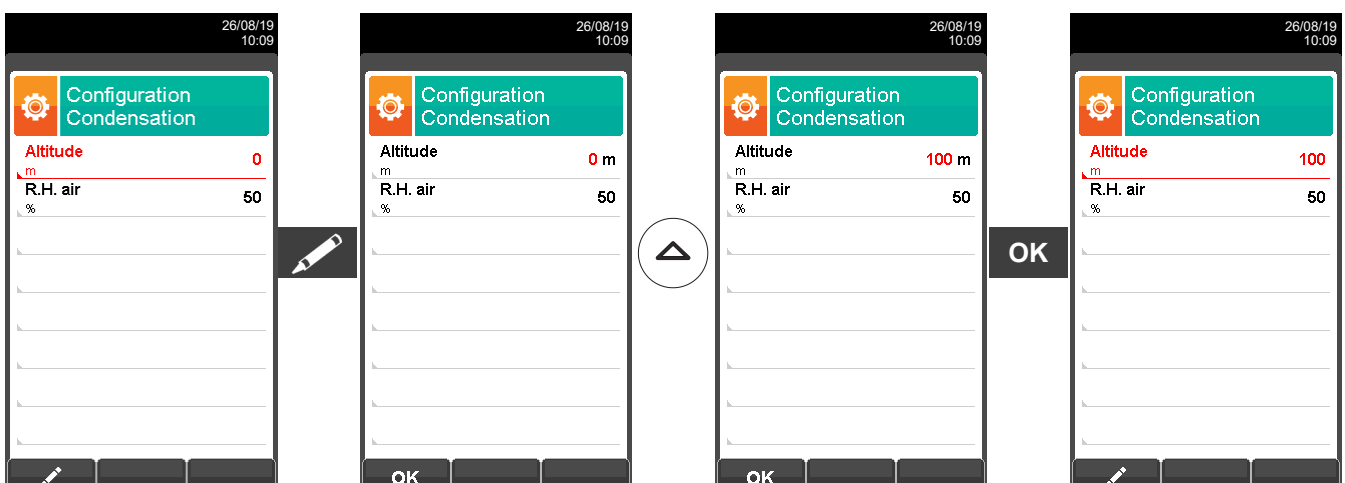 26/08/19
10:09
Configuration
Condensation
Altitude
m
0
R.H. air
%
50
26/08/19
10:09
Configuration
Condensation
Altitude
m
0 m
R.H. air
%
50
OK
26/08/19
10:09
Configuration
Condensation
Altitude
m
100 m
R.H. air
%
50
OK
OK
26/08/19
10:09
Configuration
Condensation
Altitude
m
100
R.H. air
%
50